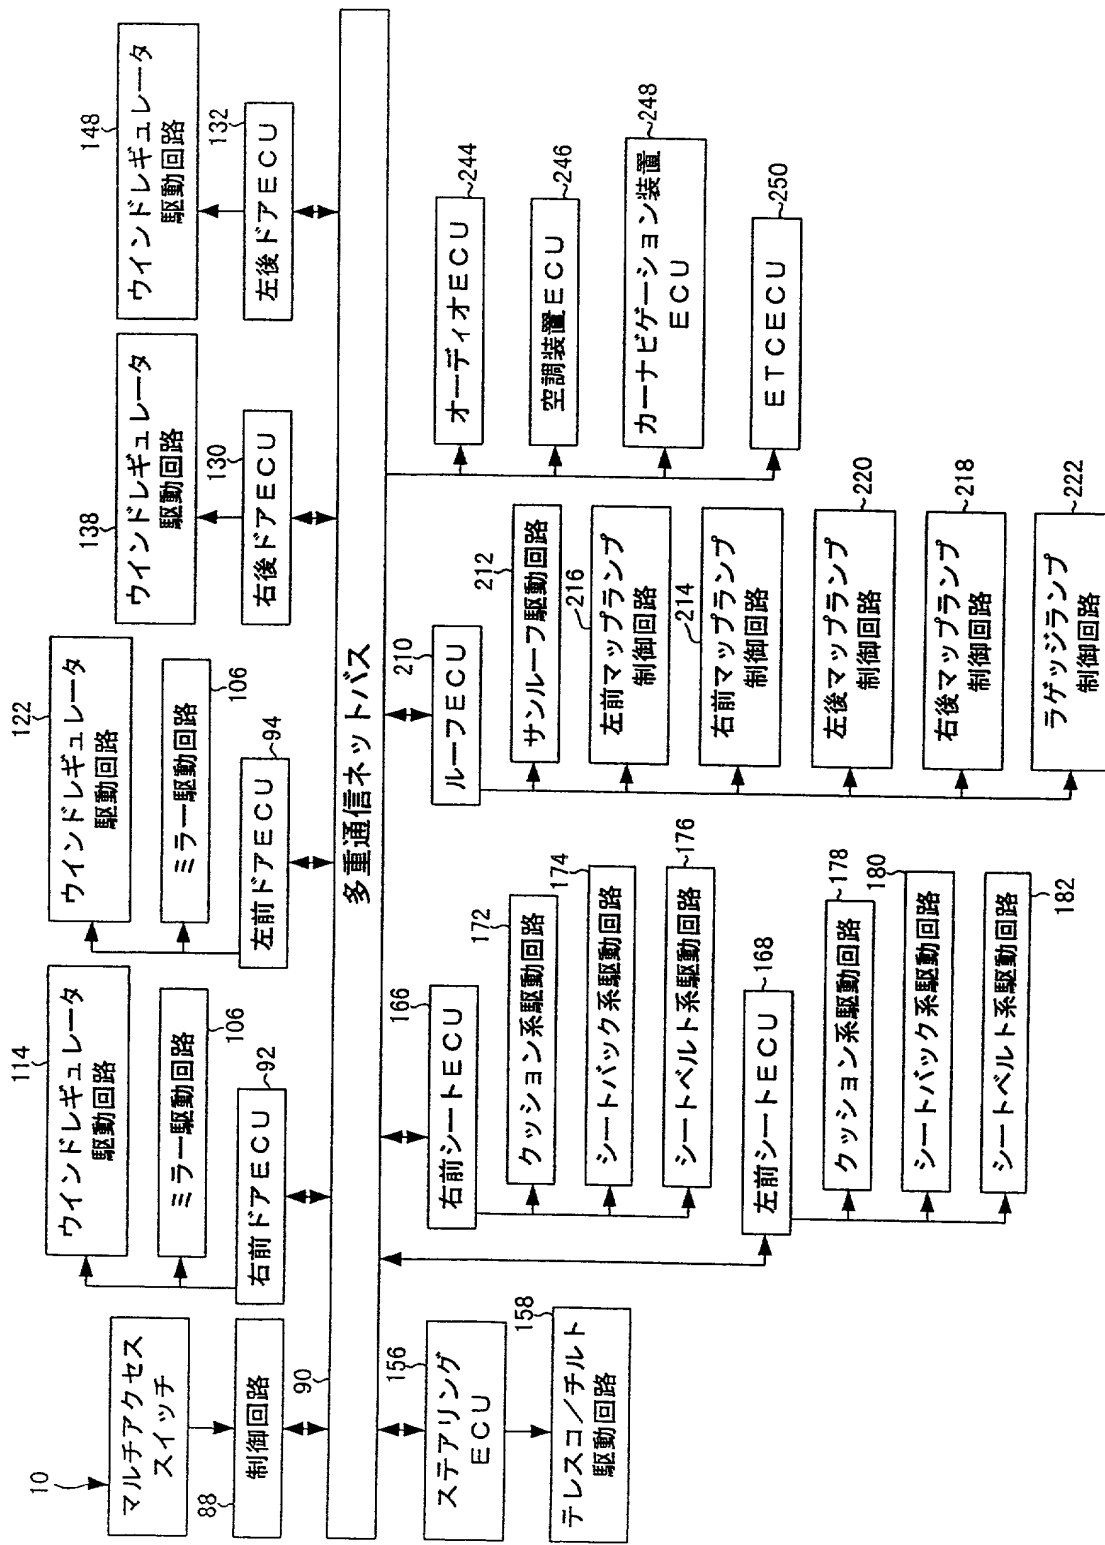 10
マルチアクセス
スイッチ
88
制御回路
90
114
ウインドレギュレータ
駆動回路
ミラー駆動回路
106
右前ドアＥＣＵ
92
122
ウインドレギュレータ
駆動回路
ミラー駆動回路
106
左前ドアＥＣＵ
94
138
ウインドレギュレータ
駆動回路
右後ドアＥＣＵ
130
148
ウインドレギュレータ
駆動回路
左後ドアＥＣＵ
132
多重通信ネットバス
156
ステアリング
ＥＣＵ
158
テレスコ／チルト
駆動回路
166
右前シートＥＣＵ
172
クッション系駆動回路
174
シートバック系駆動回路
176
シートベルト系駆動回路
168
左前シートＥＣＵ
178
クッション系駆動回路
180
シートバック系駆動回路
182
シートベルト系駆動回路
210
ルーフＥＣＵ
212
サンルーフ駆動回路
216
左前マップランプ
制御回路
214
右前マップランプ
制御回路
220
左後マップランプ
制御回路
218
右後マップランプ
制御回路
222
ラゲッジランプ
制御回路
オーディオＥＣＵ
244
空調装置ＥＣＵ
246
カーナビゲーション装置
ＥＣＵ
248
ＥＴＣＥＣＵ
250